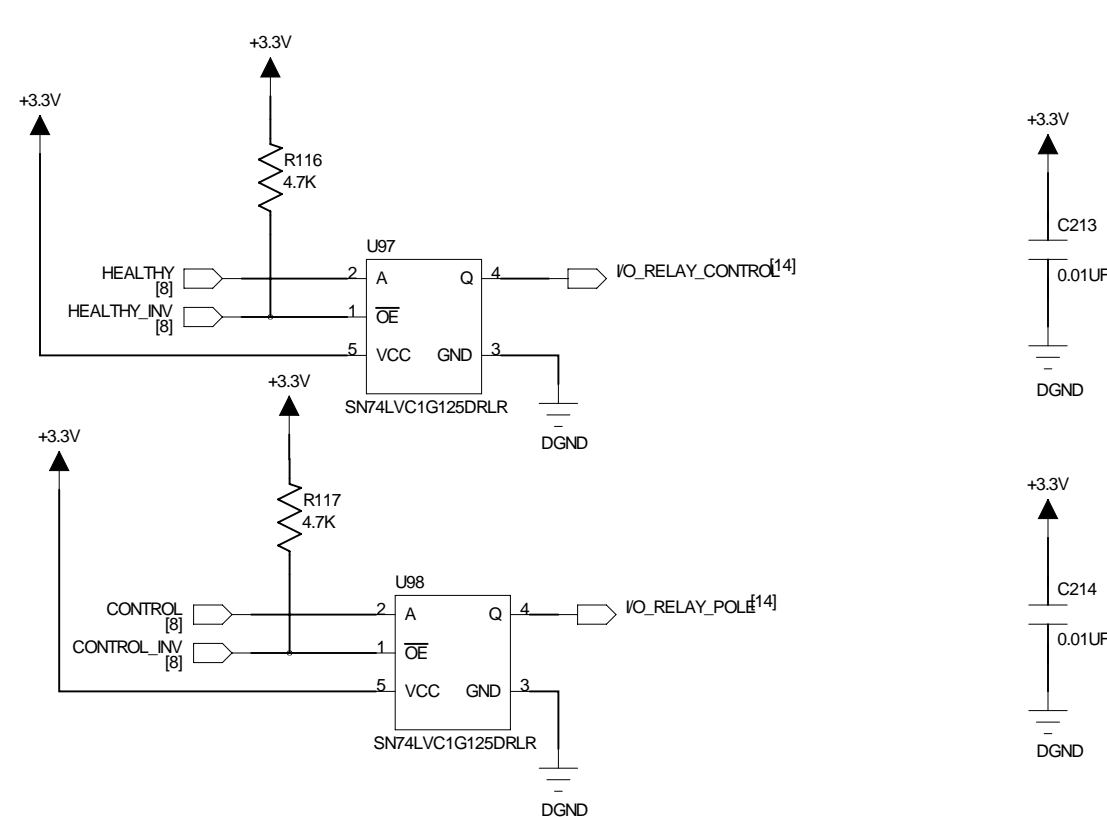 +3.3V
+3.3V
R116
4.7K
U97
HEALTHY
[8]
2 A Q 4
I/O_RELAY_CONTROL[14]
HEALTHY_INV
[8]
1 OE
5 VCC GND 3
SN74LVC1G125DRLR
DGND
+3.3V
C213
0.01UF
DGND
+3.3V
+3.3V
R117
4.7K
U98
CONTROL
[8]
2 A Q 4
I/O_RELAY_POLE[14]
CONTROL_INV
[8]
1 OE
5 VCC GND 3
SN74LVC1G125DRLR
DGND
+3.3V
C214
0.01UF
DGND